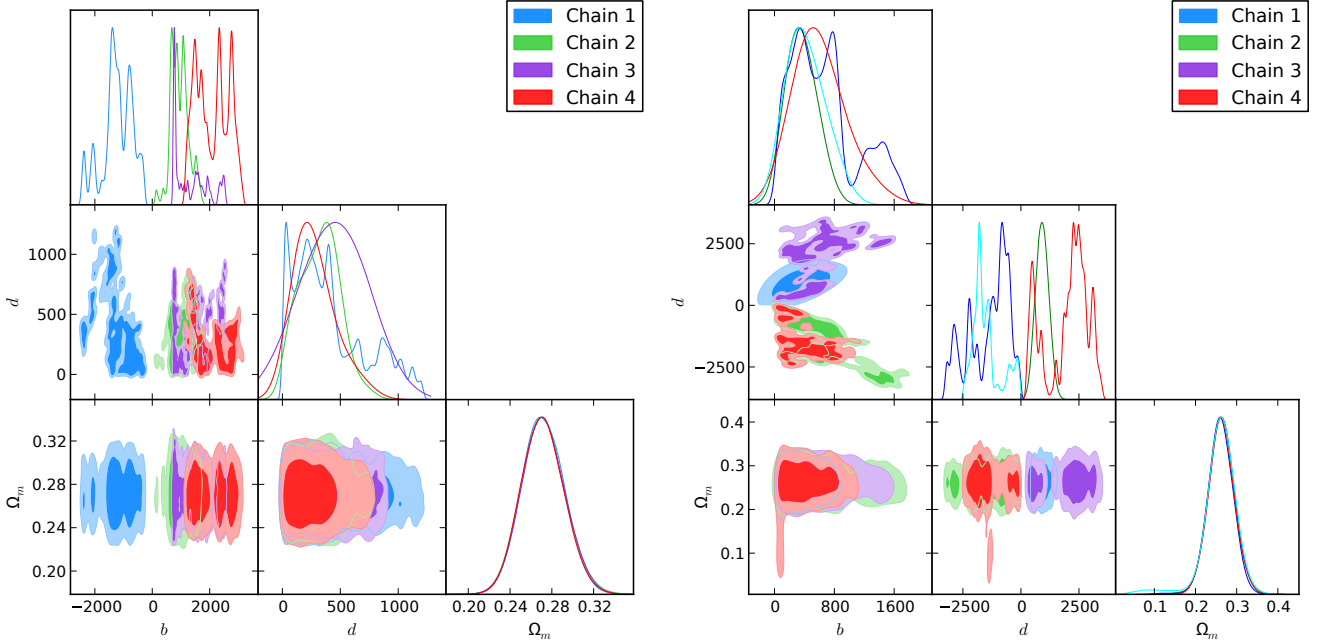 Chain 1
Chain 2
Chain 3
Chain 4
d
1000
500
0
Ω_m
0.32
0.28
0.24
0.20
−2000 0 2000
b
0 500 1000
d
0.20 0.24 0.28 0.32
Ω_m
Chain 1
Chain 2
Chain 3
Chain 4
d
2500
0
−2500
Ω_m
0.4
0.3
0.2
0.1
0 800 1600
b
−2500 0 2500
d
0.1 0.2 0.3 0.4
Ω_m